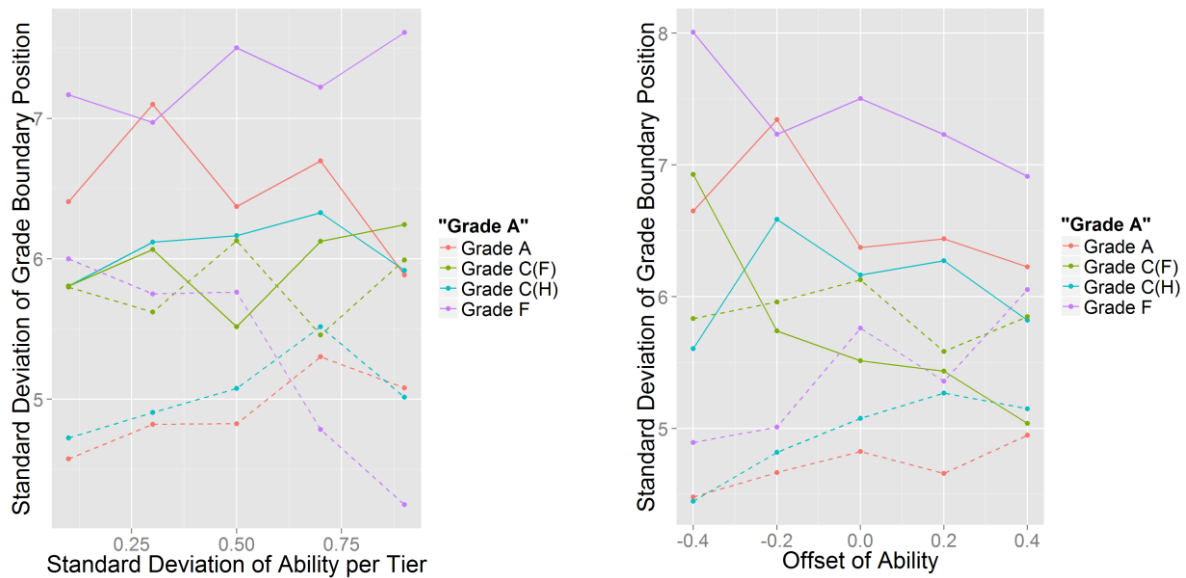 Standard Deviation of Grade Boundary Position
7
6
5
0.25 0.50 0.75
Standard Deviation of Ability per Tier
"Grade A"
Grade A
Grade C(F)
Grade C(H)
Grade F
Standard Deviation of Grade Boundary Position
8
7
6
5
-0.4 -0.2 0.0 0.2 0.4
Offset of Ability
"Grade A"
Grade A
Grade C(F)
Grade C(H)
Grade F